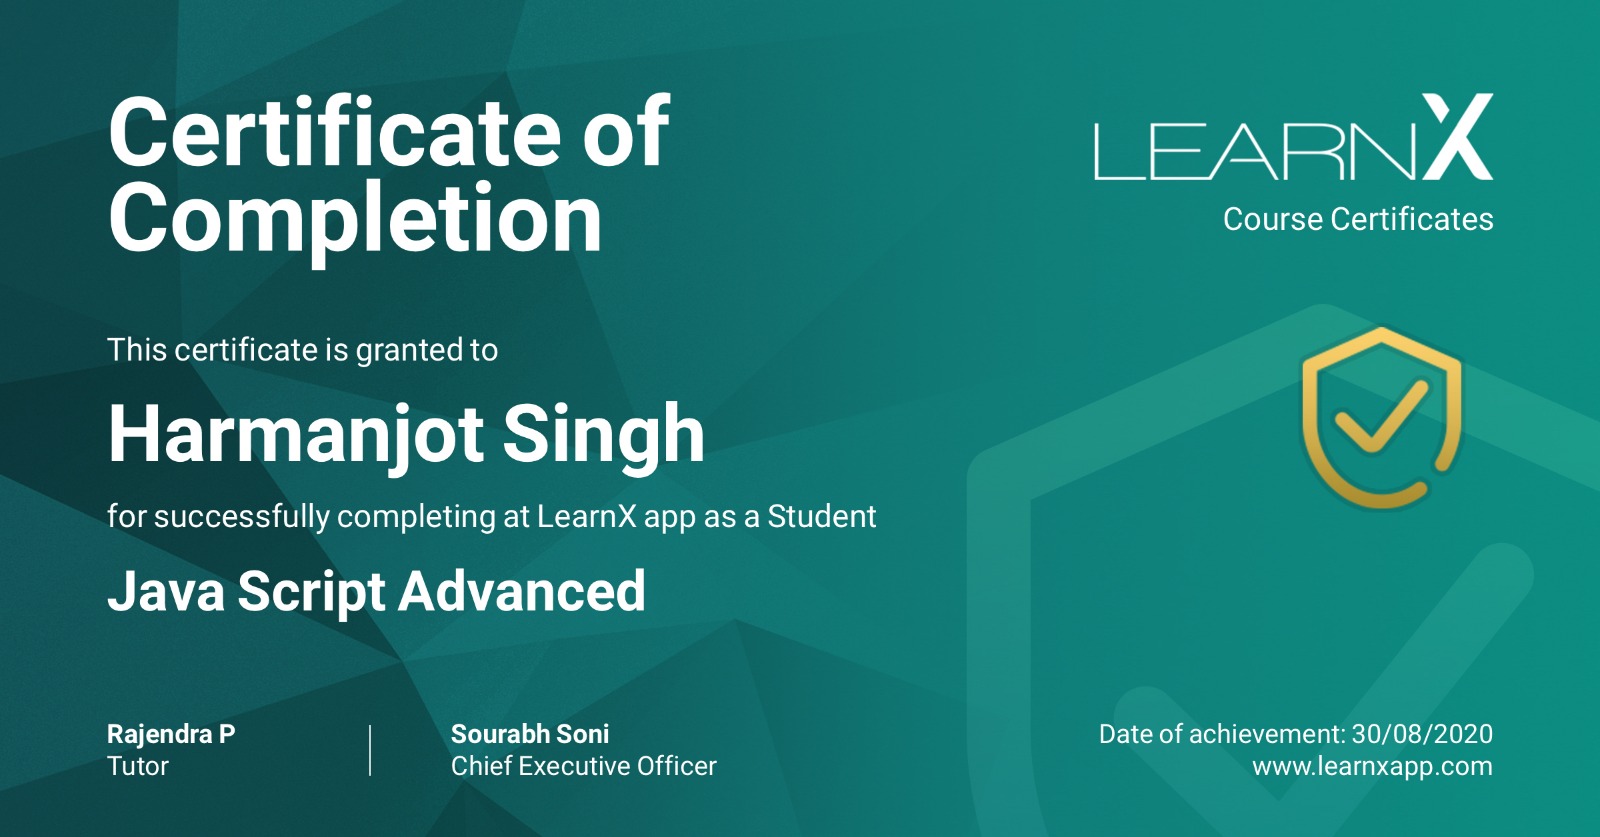 Certificate of
Completion
LEARNX
Course Certificates
This certificate is granted to
Harmanjot Singh
for successfully completing at LearnX app as a Student
Java Script Advanced
Rajendra P
Tutor
Sourabh Soni
Chief Executive Officer
Date of achievement: 30/08/2020
www.learnxapp.com